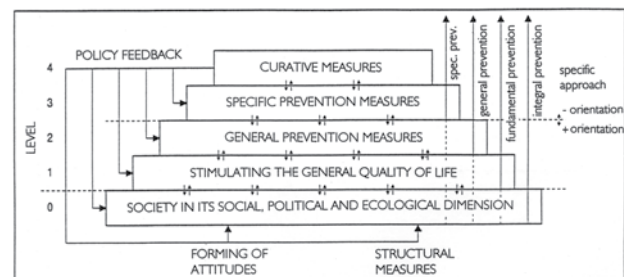 POLICY FEEDBACK
4
CURATIVE MEASURES
3
SPECIFIC PREVENTION MEASURES
2
GENERAL PREVENTION MEASURES
1
STIMULATING THE GENERAL QUALITY OF LIFE
0
SOCIETY IN ITS SOCIAL, POLITICAL AND ECOLOGICAL DIMENSION
LEVEL
FORMING OF
ATTITUDES
STRUCTURAL
MEASURES
spec. prev.
general prevention
fundamental prevention
integral prevention
specific
approach
- orientation
+ orientation